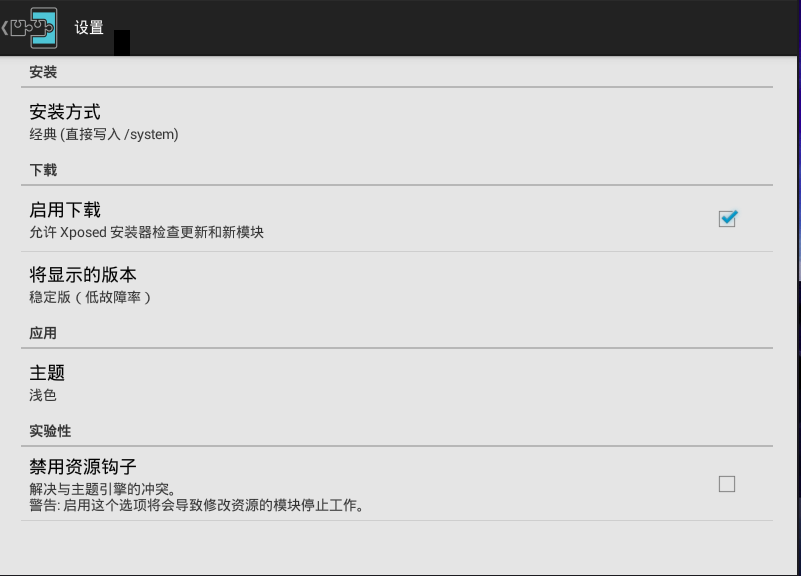 设置
安装
安装方式
经典 (直接写入 /system)
下载
启用下载
允许 Xposed 安装器检查更新和新模块
将显示的版本
稳定版（低故障率）
应用
主题
浅色
实验性
禁用资源钩子
解决与主题引擎的冲突。
警告: 启用这个选项将会导致修改资源的模块停止工作。